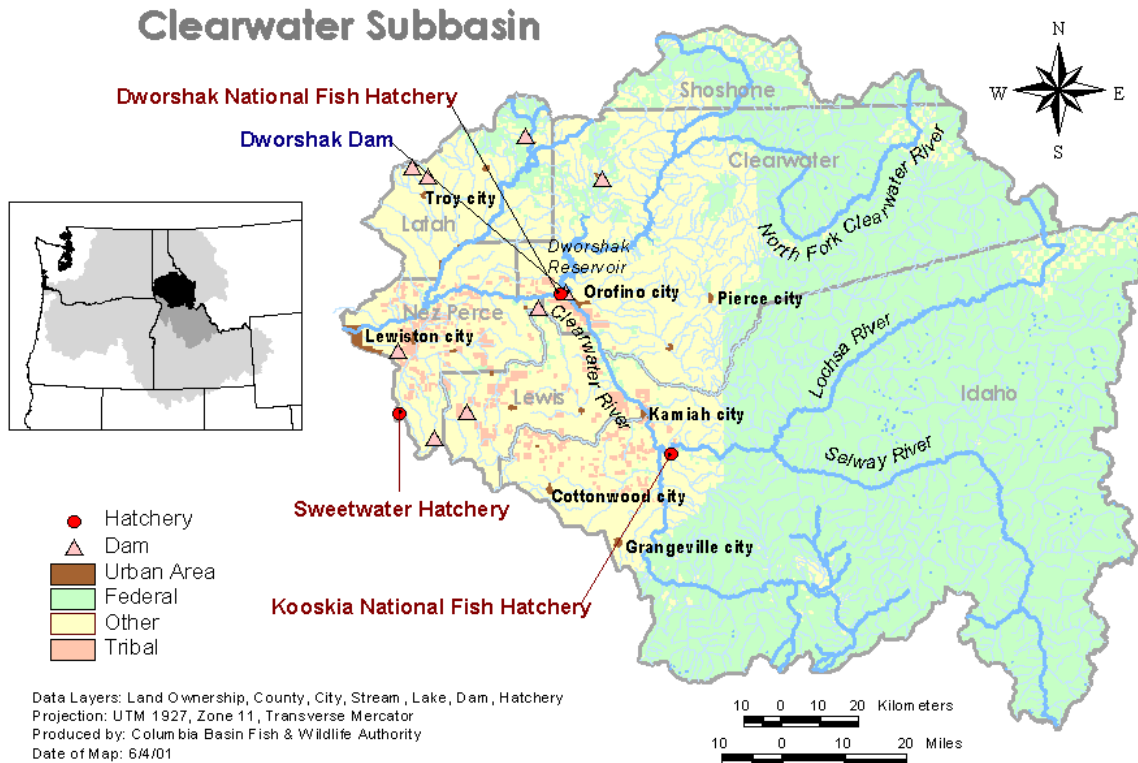 Clearwater Subbasin
Dworshak National Fish Hatchery
Dworshak Dam
N
W
E
S
Shoshone
Clearwater
North Fork Clearwater River
Troy city
Latah
Dworshak
Reservoir
Orofino city
Pierce city
Nez Perce
Clearwater River
Lewiston city
Lochsa River
Idaho
Lewis
Kamiah city
Selway River
Cottonwood city
Sweetwater Hatchery
Grangeville city
Kooskia National Fish Hatchery
Hatchery
Dam
Urban Area
Federal
Other
Tribal
Data Layers: Land Ownership, County, City, Stream, Lake, Dam, Hatchery
Projection: UTM 1927, Zone 11, Transverse Mercator
Produced by: Columbia Basin Fish & Wildlife Authority
Date of Map: 6/4/01
10 0 10 20 Kilometers
10 0 10 20 Miles